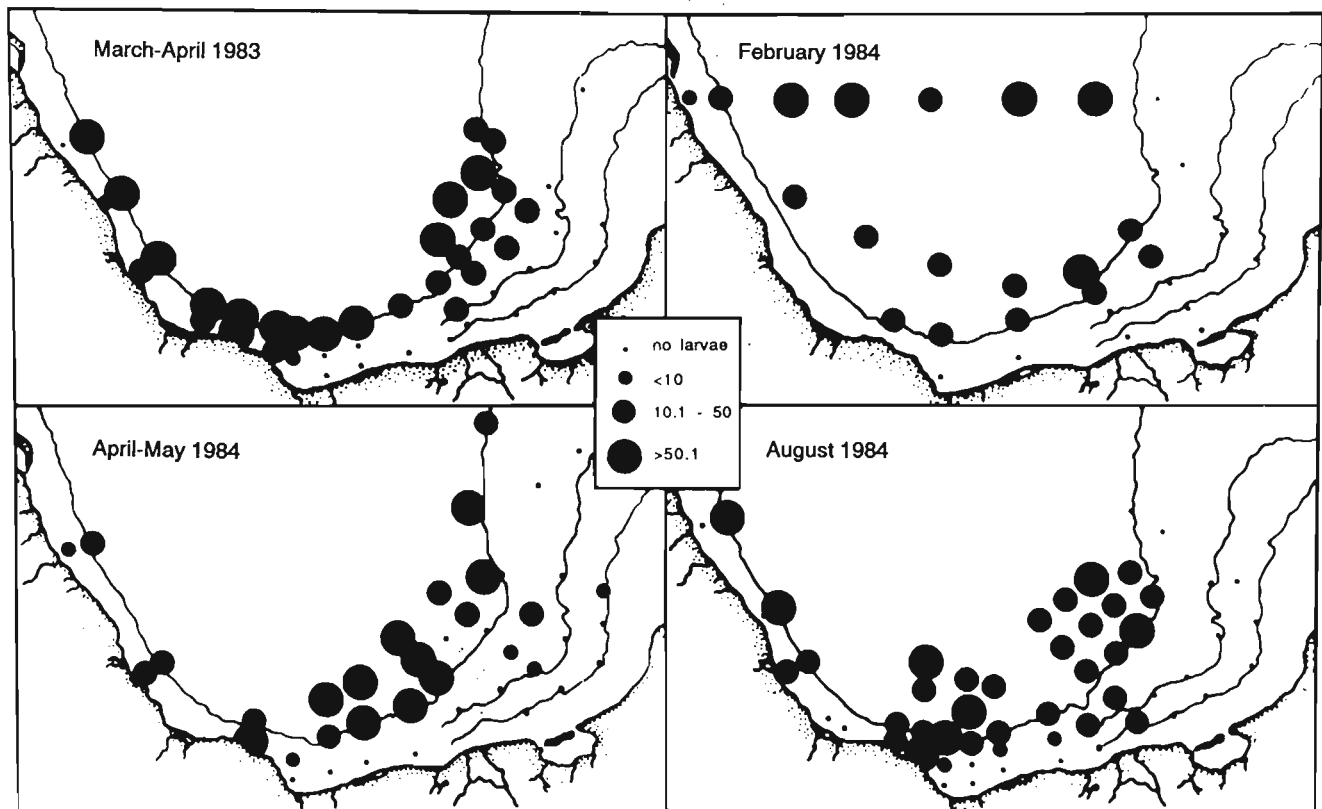 March-April 1983
February 1984
no larvae
<10
10.1 - 50
>50.1
April-May 1984
August 1984